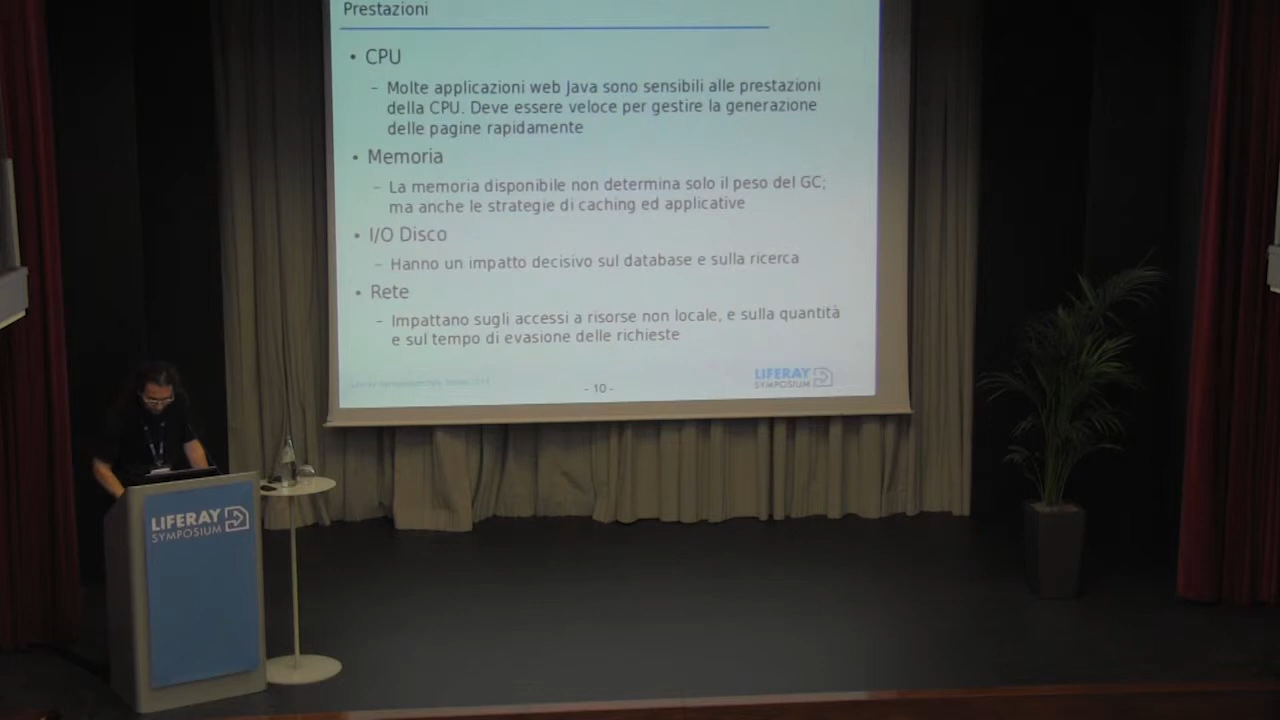 Prestazioni
• CPU
– Molte applicazioni web Java sono sensibili alle prestazioni
della CPU. Deve essere veloce per gestire la generazione
delle pagine rapidamente
• Memoria
– La memoria disponibile non determina solo il peso del GC;
ma anche le strategie di caching ed applicative
• I/O Disco
– Hanno un impatto decisivo sul database e sulla ricerca
• Rete
– Impattano sugli accessi a risorse non locale, e sulla quantità
e sul tempo di evasione delle richieste
- 10 -
LIFERAY
SYMPOSIUM
LIFERAY
SYMPOSIUM